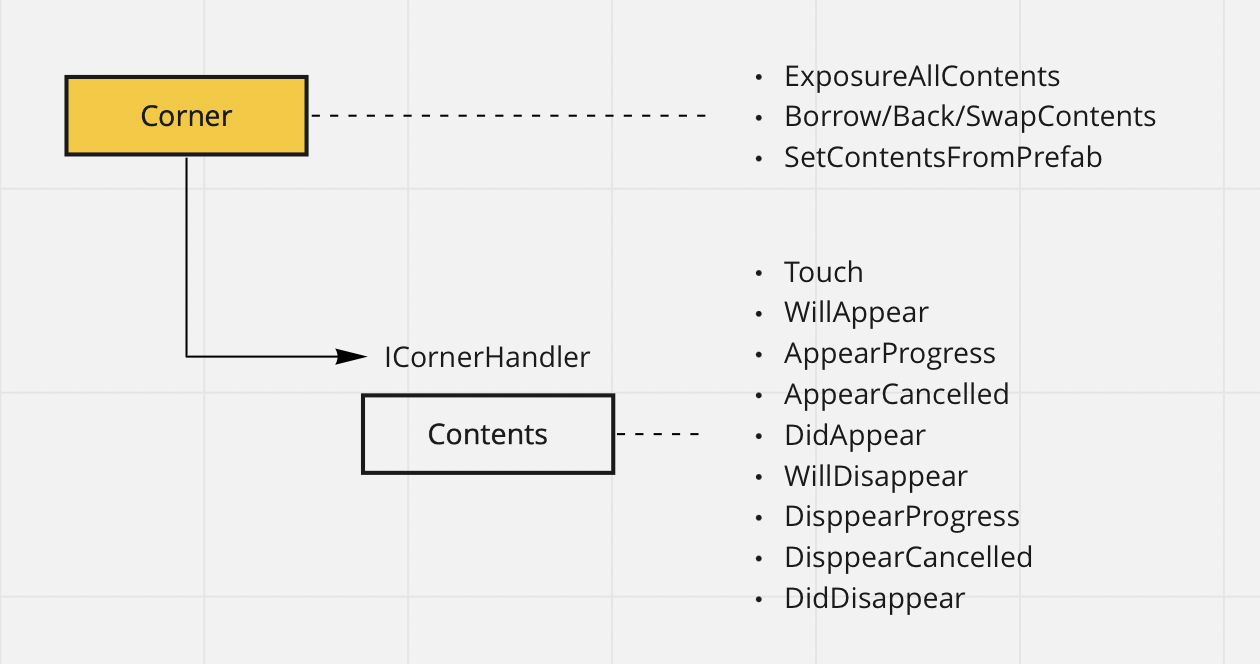 Corner
• ExposureAllContents
• Borrow/Back/SwapContents
• SetContentsFromPrefab
ICornerHandler
Contents
• Touch
• WillAppear
• AppearProgress
• AppearCancelled
• DidAppear
• WillDisappear
• DisppearProgress
• DisppearCancelled
• DidDisappear